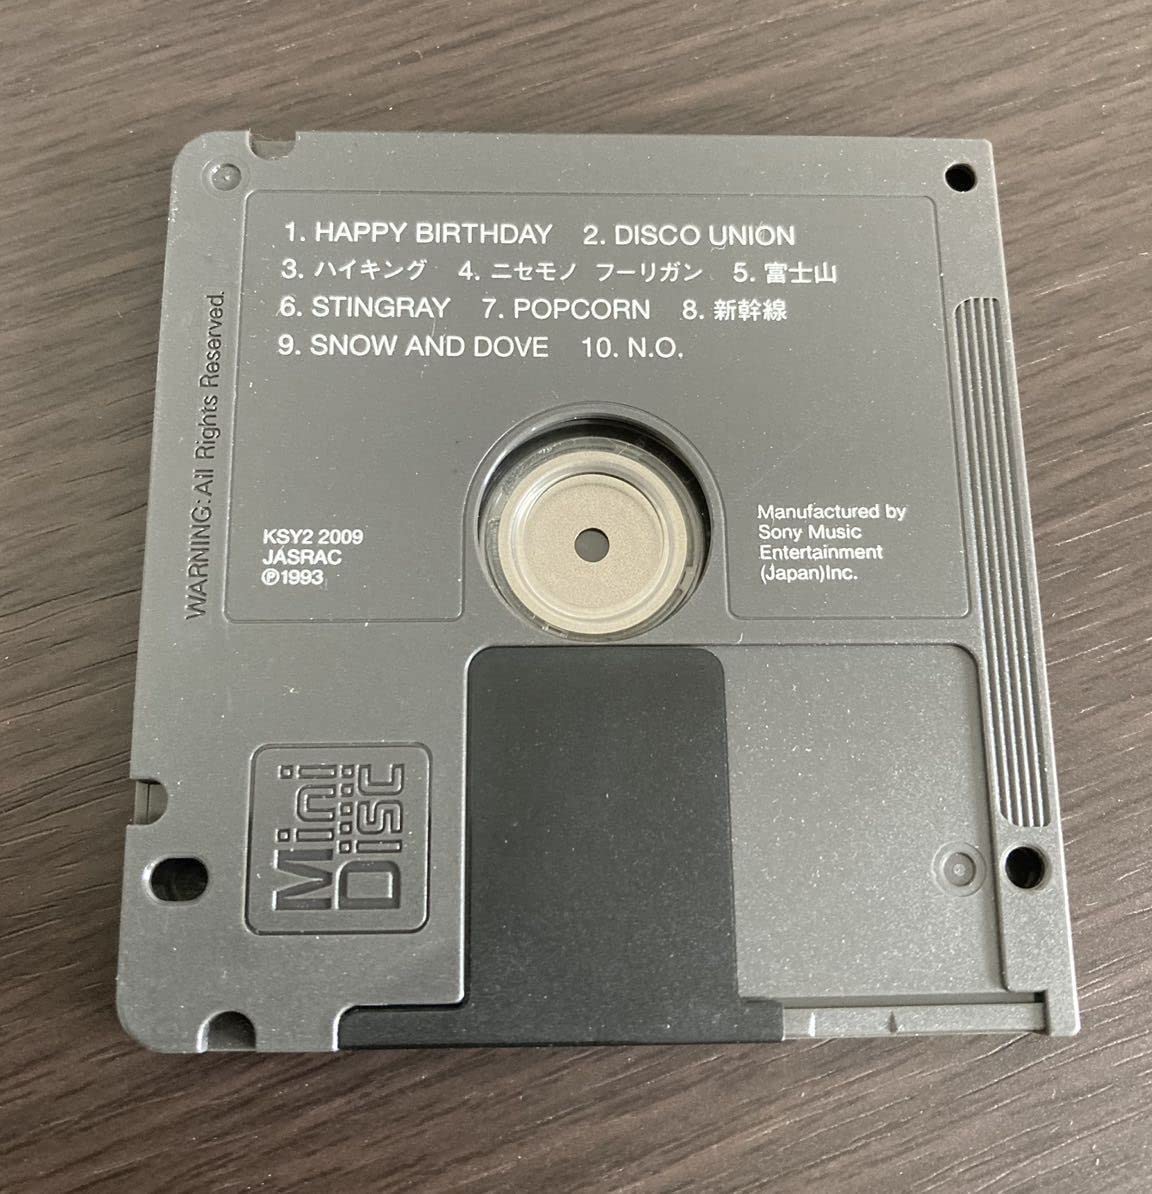 1. HAPPY BIRTHDAY 2. DISCO UNION
3. ハイキング 4. ニセモノ フーリガン 5. 富士山
6. STINGRAY 7. POPCORN 8. 新幹線
9. SNOW AND DOVE 10. N.O.
WARNING: All Rights Reserved.
KSY2 2009
JASRAC
Ⓟ1993
Manufactured by
Sony Music
Entertainment
(Japan)Inc.
Mini
Disc